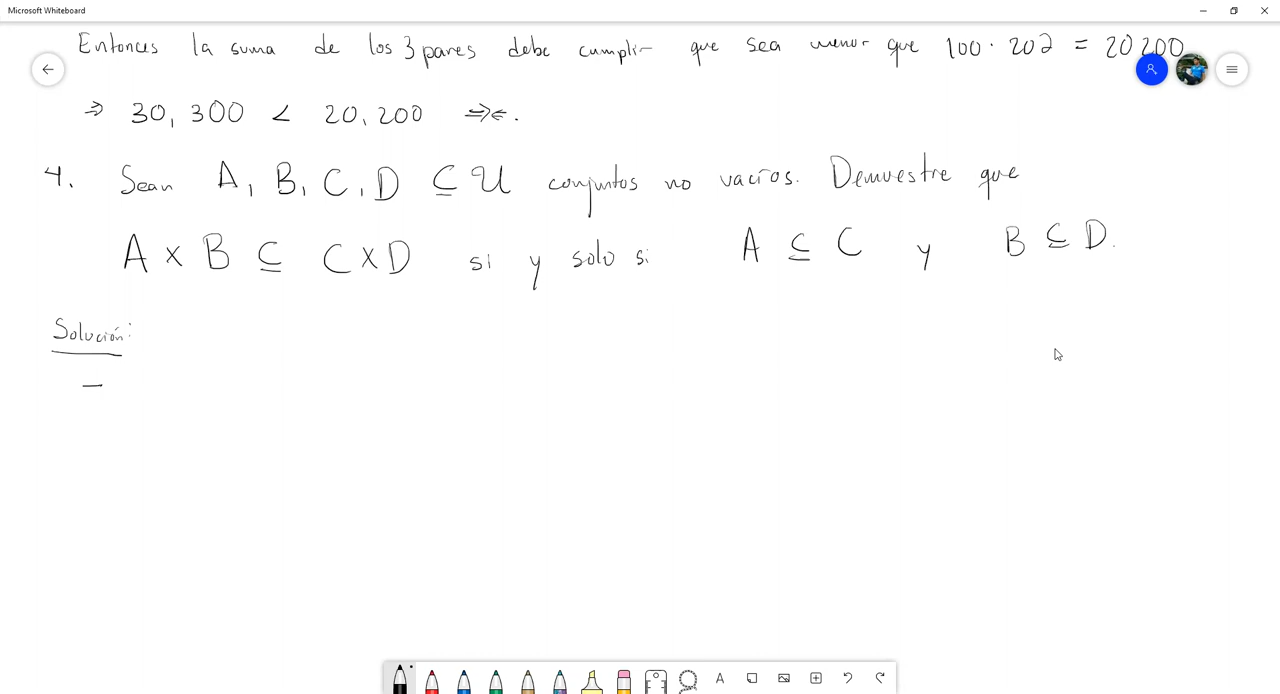 Microsoft Whiteboard
Entonces la suma de los 3 pares debe cumplir que sea menor que 100 · 202 = 20200
⇒ 30,300 < 20,200 ⇒⇐.
4. Sean A, B, C, D ⊆ U conjuntos no vacíos. Demuestre que
A × B ⊆ C × D si y solo si A ⊆ C y B ⊆ D.
Solución:
—
A